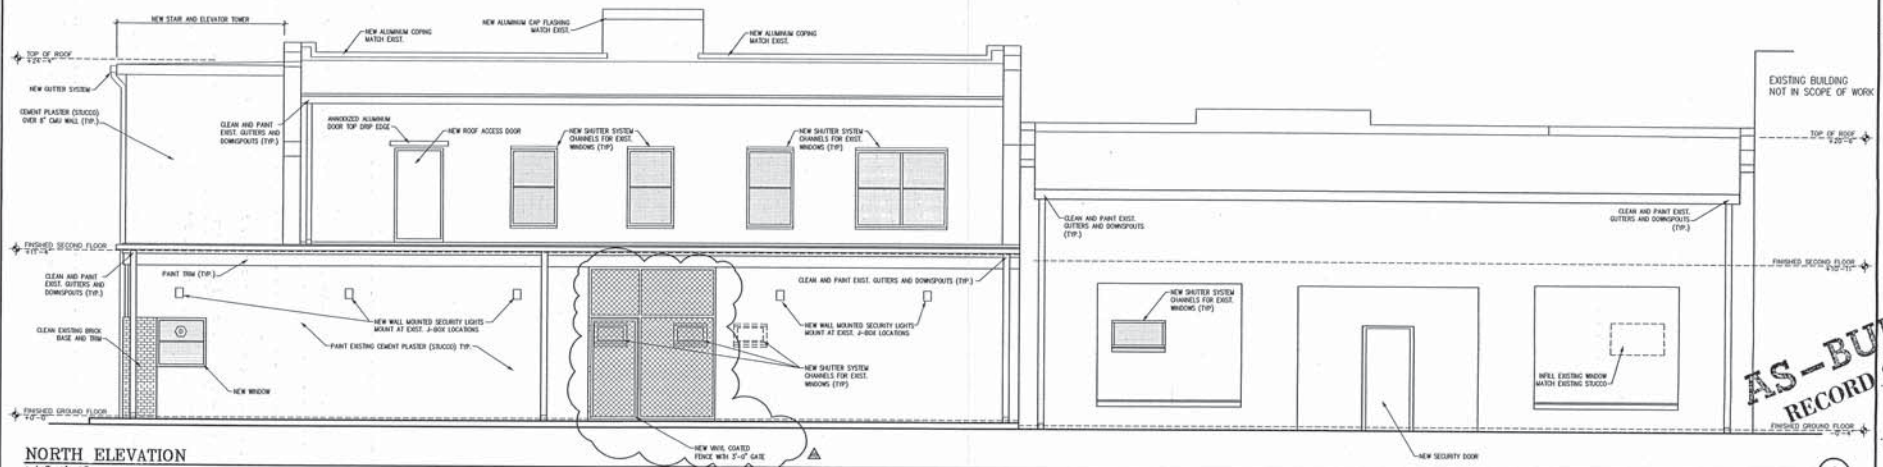 NEW STAIR AND ELEVATOR TOWER
NEW ALUMINUM COPING
MATCH EXIST.
NEW ALUMINUM CAP FLASHING
MATCH EXIST.
NEW ALUMINUM COPING
MATCH EXIST.
TOP OF ROOF
+24'-4"
NEW GUTTER SYSTEM
CEMENT PLASTER (STUCCO)
OVER 8" CMU WALL (TYP.)
CLEAN AND PAINT
EXIST. GUTTERS AND
DOWNSPOUTS (TYP.)
ANNODIZED ALUMINUM
DOOR TOP DRIP EDGE
NEW ROOF ACCESS DOOR
NEW SHUTTER SYSTEM
CHANNELS FOR EXIST.
WINDOWS (TYP)
NEW SHUTTER SYSTEM
CHANNELS FOR EXIST.
WINDOWS (TYP)
EXISTING BUILDING
NOT IN SCOPE OF WORK
TOP OF ROOF
CLEAN AND PAINT EXIST.
GUTTERS AND DOWNSPOUTS
(TYP.)
CLEAN AND PAINT EXIST.
GUTTERS AND DOWNSPOUTS
(TYP.)
FINISHED SECOND FLOOR
FINISHED SECOND FLOOR
+10'-11"
CLEAN AND PAINT
EXIST. GUTTERS AND
DOWNSPOUTS (TYP.)
PAINT TRIM (TYP.)
CLEAN AND PAINT EXIST. GUTTERS AND DOWNSPOUTS (TYP.)
NEW WALL MOUNTED SECURITY LIGHTS
MOUNT AT EXIST. J-BOX LOCATIONS
NEW WALL MOUNTED SECURITY LIGHTS
MOUNT AT EXIST. J-BOX LOCATIONS
NEW SHUTTER SYSTEM
CHANNELS FOR EXIST.
WINDOWS (TYP)
CLEAN EXISTING BRICK
BASE AND TRIM
PAINT EXISTING CEMENT PLASTER (STUCCO) TYP.
NEW SHUTTER SYSTEM
CHANNELS FOR EXIST.
WINDOWS (TYP)
NEW WINDOW
INFILL EXISTING WINDOW
MATCH EXISTING STUCCO
AS-BU
RECORD
FINISHED GROUND FLOOR
+0'-0"
FINISHED GROUND FLOOR
NEW VINYL COATED
FENCE WITH 3'-0" GATE
NEW SECURITY DOOR
NORTH ELEVATION